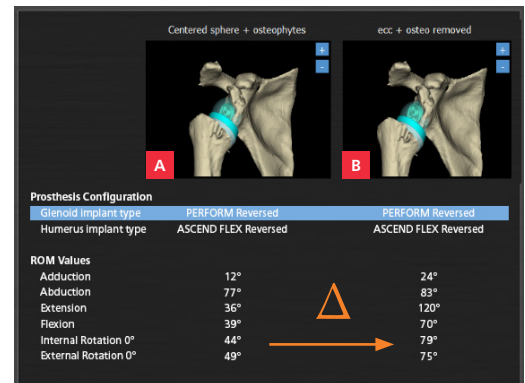 Centered sphere + osteophytes ecc + osteo removed
+ +
- -
A B
Prosthesis Configuration
Glenoid implant type PERFORM Reversed PERFORM Reversed
Humerus implant type ASCEND FLEX Reversed ASCEND FLEX Reversed
ROM Values
Adduction 12° 24°
Abduction 77° 83°
Extension 36° 120°
Δ
Flexion 39° 70°
Internal Rotation 0° 44° 79°
External Rotation 0° 49° 75°